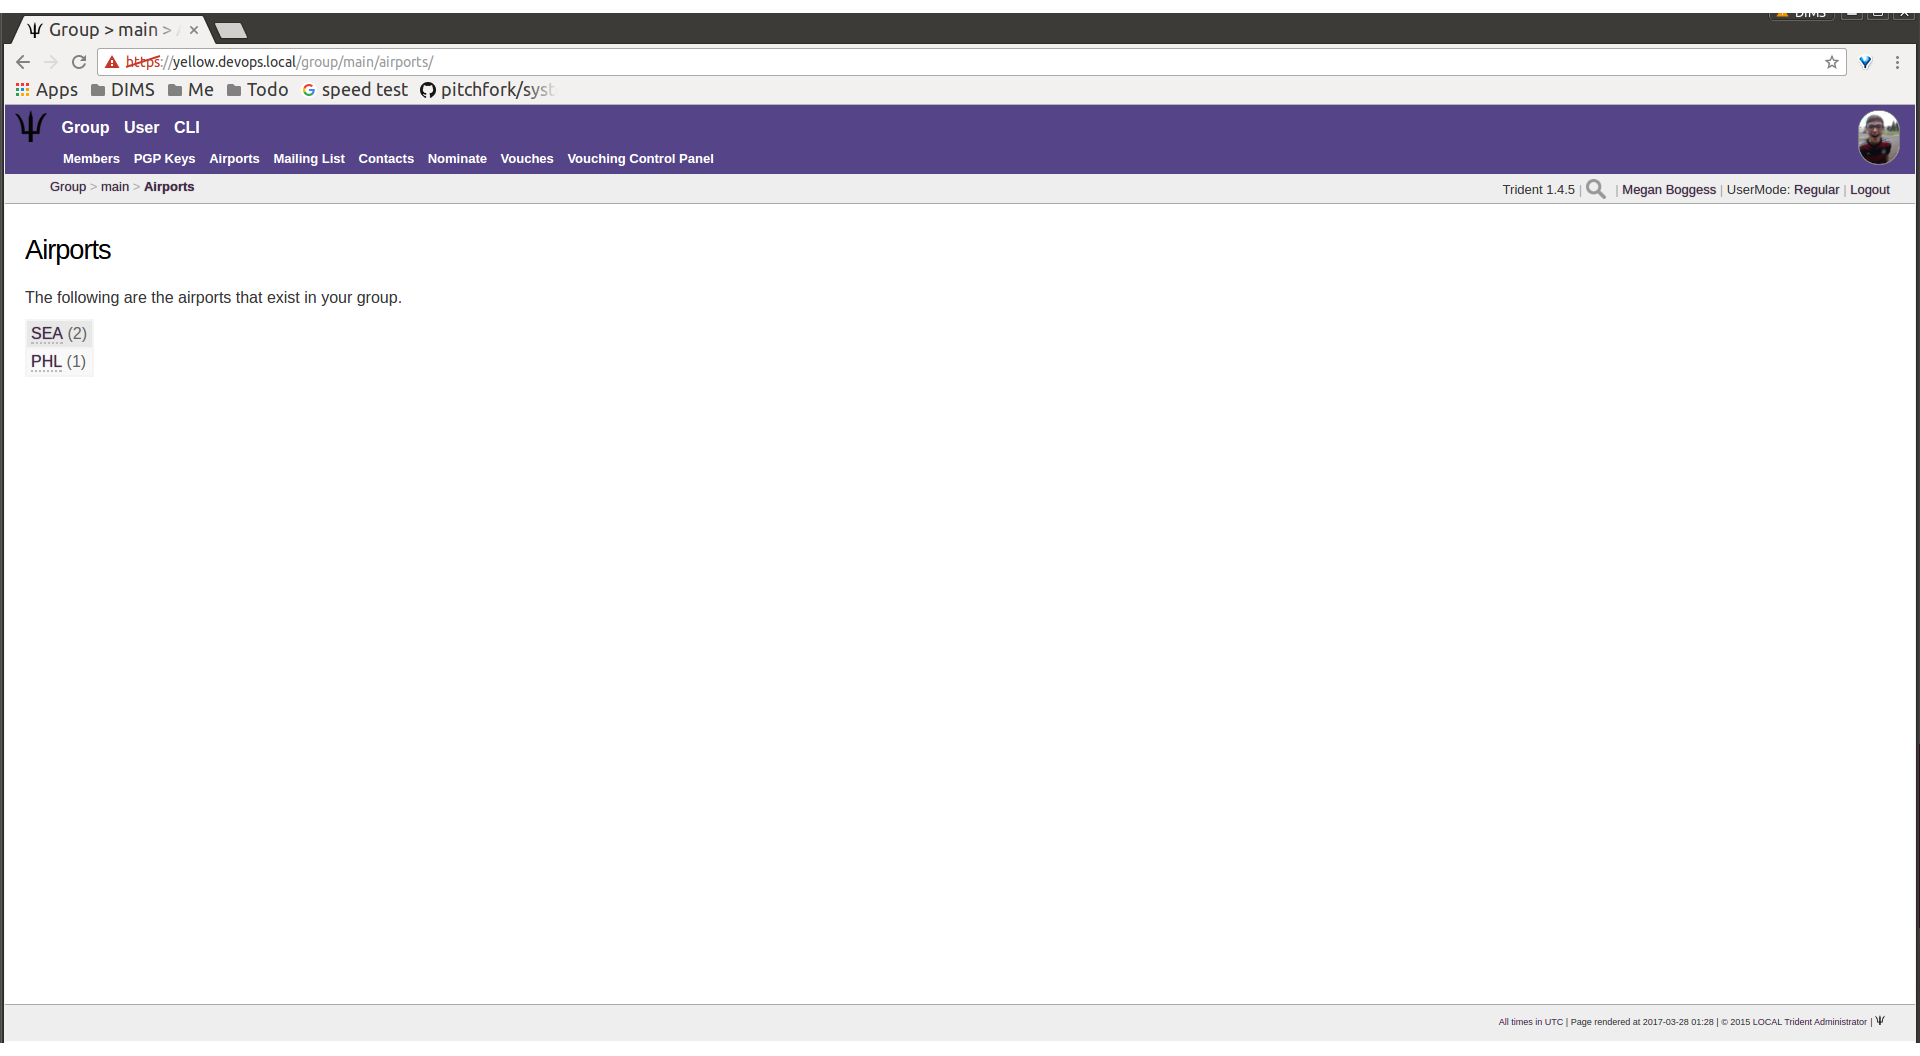 DIMS
Group > main >
https://yellow.devops.local/group/main/airports/
Apps DIMS Me Todo speed test pitchfork/syst
Group User CLI
Members PGP Keys Airports Mailing List Contacts Nominate Vouches Vouching Control Panel
Group > main > Airports
Trident 1.4.5 | | Megan Boggess | UserMode: Regular | Logout
Airports
The following are the airports that exist in your group.
SEA (2)
PHL (1)
All times in UTC | Page rendered at 2017-03-28 01:28 | © 2015 LOCAL Trident Administrator |